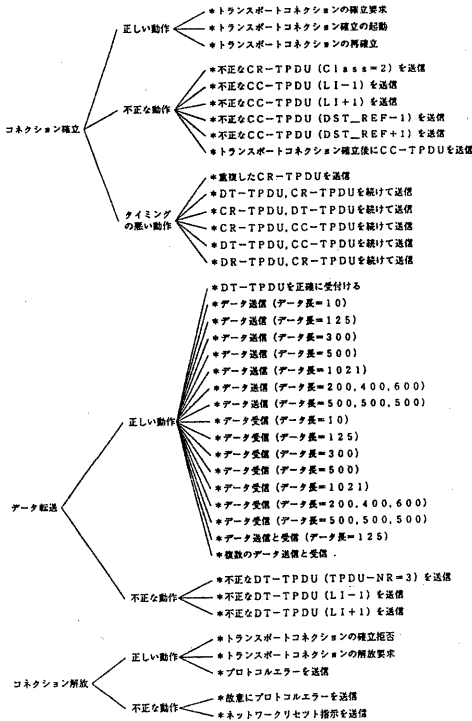 コネクション確立
正しい動作
*トランスポートコネクションの確立要求
*トランスポートコネクション確立の起動
*トランスポートコネクションの再確立
不正な動作
*不正なCR-TPDU(Class=2)を送信
*不正なCC-TPDU(LI-1)を送信
*不正なCC-TPDU(LI+1)を送信
*不正なCC-TPDU(DST_REF-1)を送信
*不正なCC-TPDU(DST_REF+1)を送信
*トランスポートコネクション確立後にCC-TPDUを送信
タイミング
の悪い動作
*重複したCR-TPDUを送信
*DT-TPDU,CR-TPDUを続けて送信
*CR-TPDU,DT-TPDUを続けて送信
*CR-TPDU,CC-TPDUを続けて送信
*DT-TPDU,CC-TPDUを続けて送信
*DR-TPDU,CR-TPDUを続けて送信
データ転送
正しい動作
*DT-TPDUを正確に受付ける
*データ送信(データ長=10)
*データ送信(データ長=125)
*データ送信(データ長=300)
*データ送信(データ長=500)
*データ送信(データ長=1021)
*データ送信(データ長=200,400,600)
*データ送信(データ長=500,500,500)
*データ受信(データ長=10)
*データ受信(データ長=125)
*データ受信(データ長=300)
*データ受信(データ長=500)
*データ受信(データ長=1021)
*データ受信(データ長=200,400,600)
*データ受信(データ長=500,500,500)
*データ送信と受信(データ長=125)
*複数のデータ送信と受信.
不正な動作
*不正なDT-TPDU(TPDU-NR=3)を送信
*不正なDT-TPDU(LI-1)を送信
*不正なDT-TPDU(LI+1)を送信
コネクション解放
正しい動作
*トランスポートコネクションの確立拒否
*トランスポートコネクションの解放要求
*プロトコルエラーを送信
不正な動作
*故意にプロトコルエラーを送信
*ネットワークリセット指示を送信